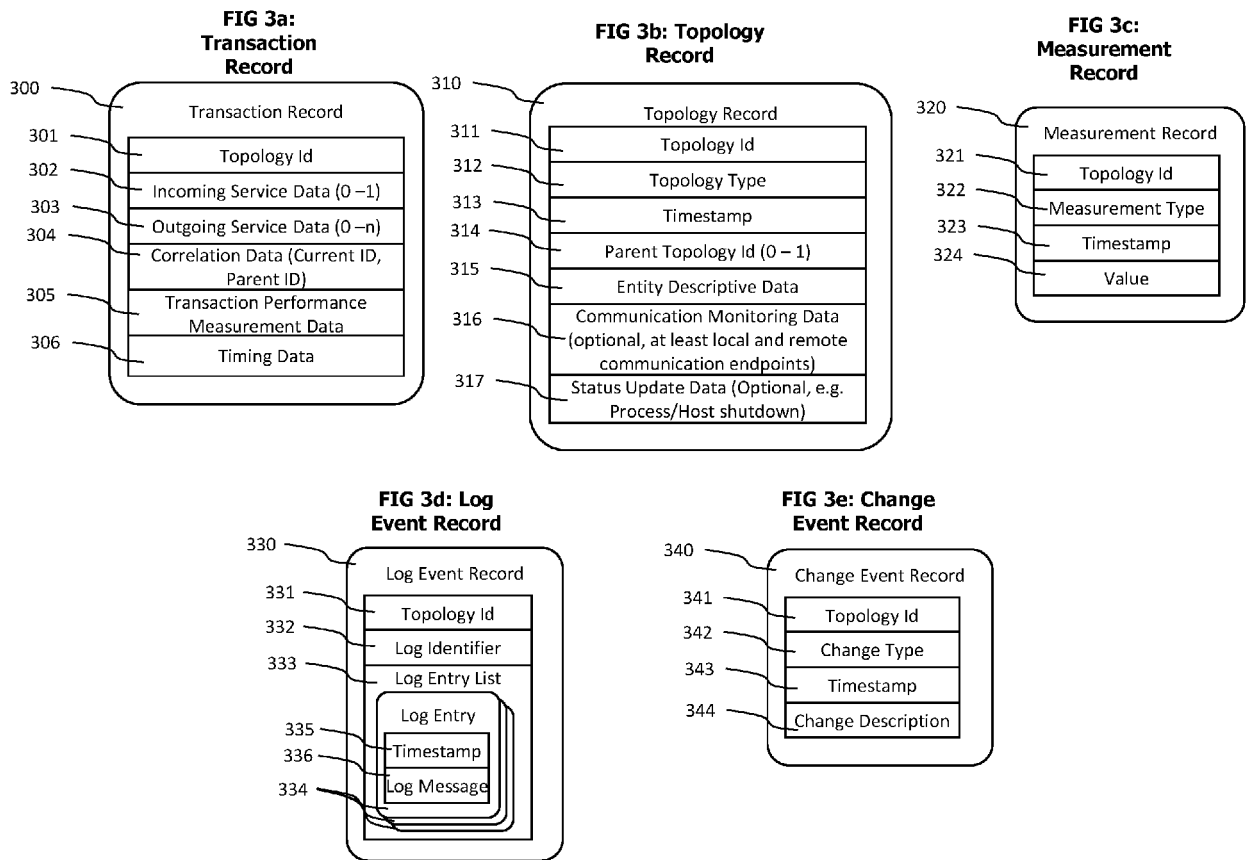 FIG 3a:
Transaction
Record
300
Transaction Record
301
Topology Id
302
Incoming Service Data (0 –1)
303
Outgoing Service Data (0 –n)
304
Correlation Data (Current ID,
Parent ID)
305
Transaction Performance
Measurement Data
306
Timing Data
FIG 3b: Topology
Record
310
Topology Record
311
Topology Id
312
Topology Type
313
Timestamp
314
Parent Topology Id (0 – 1)
315
Entity Descriptive Data
316
Communication Monitoring Data
(optional, at least local and remote
communication endpoints)
317
Status Update Data (Optional, e.g.
Process/Host shutdown)
FIG 3c:
Measurement
Record
320
Measurement Record
321
Topology Id
322
Measurement Type
323
Timestamp
324
Value
FIG 3d: Log
Event Record
330
Log Event Record
331
Topology Id
332
Log Identifier
333
Log Entry List
Log Entry
335
Timestamp
336
Log Message
334
FIG 3e: Change
Event Record
340
Change Event Record
341
Topology Id
342
Change Type
343
Timestamp
344
Change Description